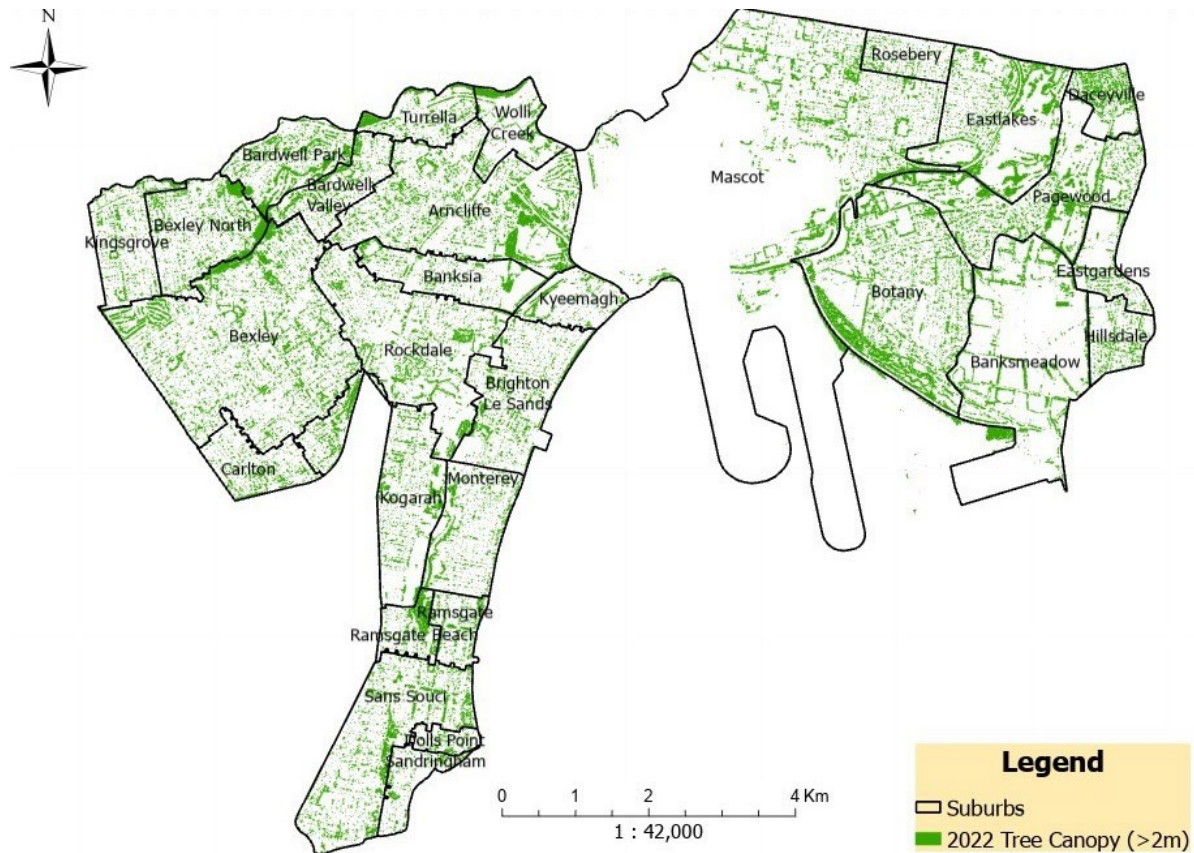 N
Rosebery
Daceyville
Turrella
Wolli
Creek
Eastlakes
Bardwell Park
Mascot
Bardwell
Valley
Pagewood
Arncliffe
Bexley North
Kingsgrove
Banksia
Eastgardens
Kyeemagh
Botany
Bexley
Rockdale
Hillsdale
Banksmeadow
Brighton
Le Sands
Carlton
Monterey
Kogarah
Ramsgate
Ramsgate Beach
Sans Souci
Dolls Point
Sandringham
0 1 2 4 Km
1 : 42,000
Legend
Suburbs
2022 Tree Canopy (>2m)